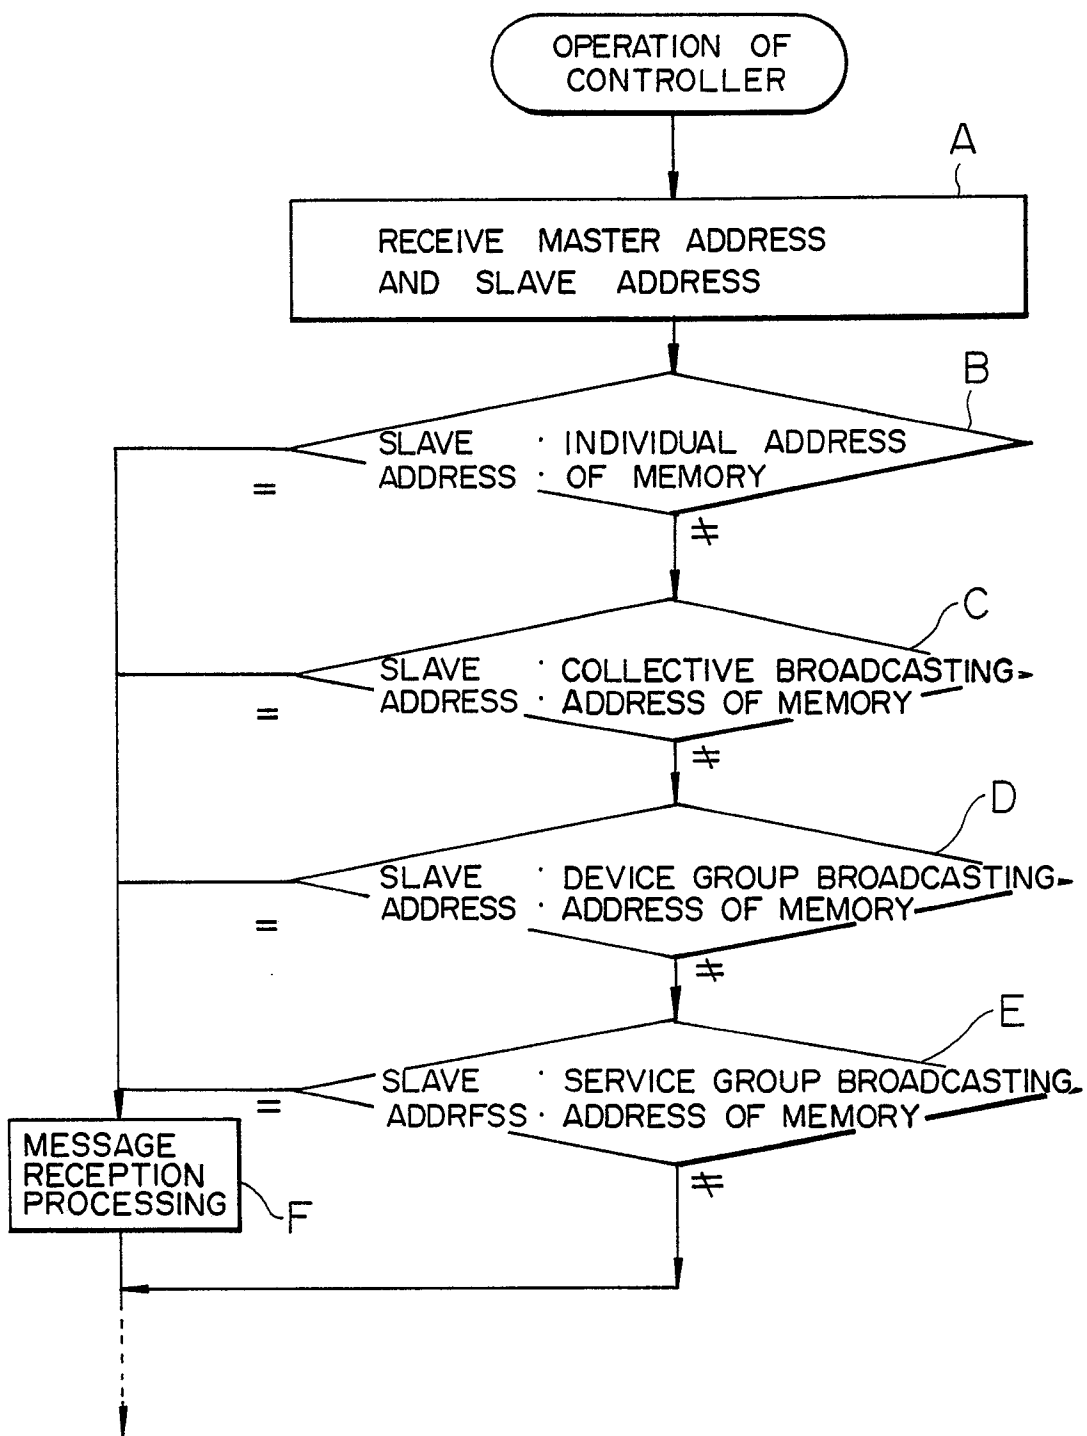 OPERATION OF
CONTROLLER
A
RECEIVE MASTER ADDRESS
AND SLAVE ADDRESS
B
SLAVE : INDIVIDUAL ADDRESS
ADDRESS : OF MEMORY
=
≠
C
SLAVE : COLLECTIVE BROADCASTING
ADDRESS : ADDRESS OF MEMORY
=
≠
D
SLAVE : DEVICE GROUP BROADCASTING
ADDRESS : ADDRESS OF MEMORY
=
≠
E
SLAVE : SERVICE GROUP BROADCASTING
ADDRFSS : ADDRESS OF MEMORY
=
≠
MESSAGE
RECEPTION
PROCESSING
F